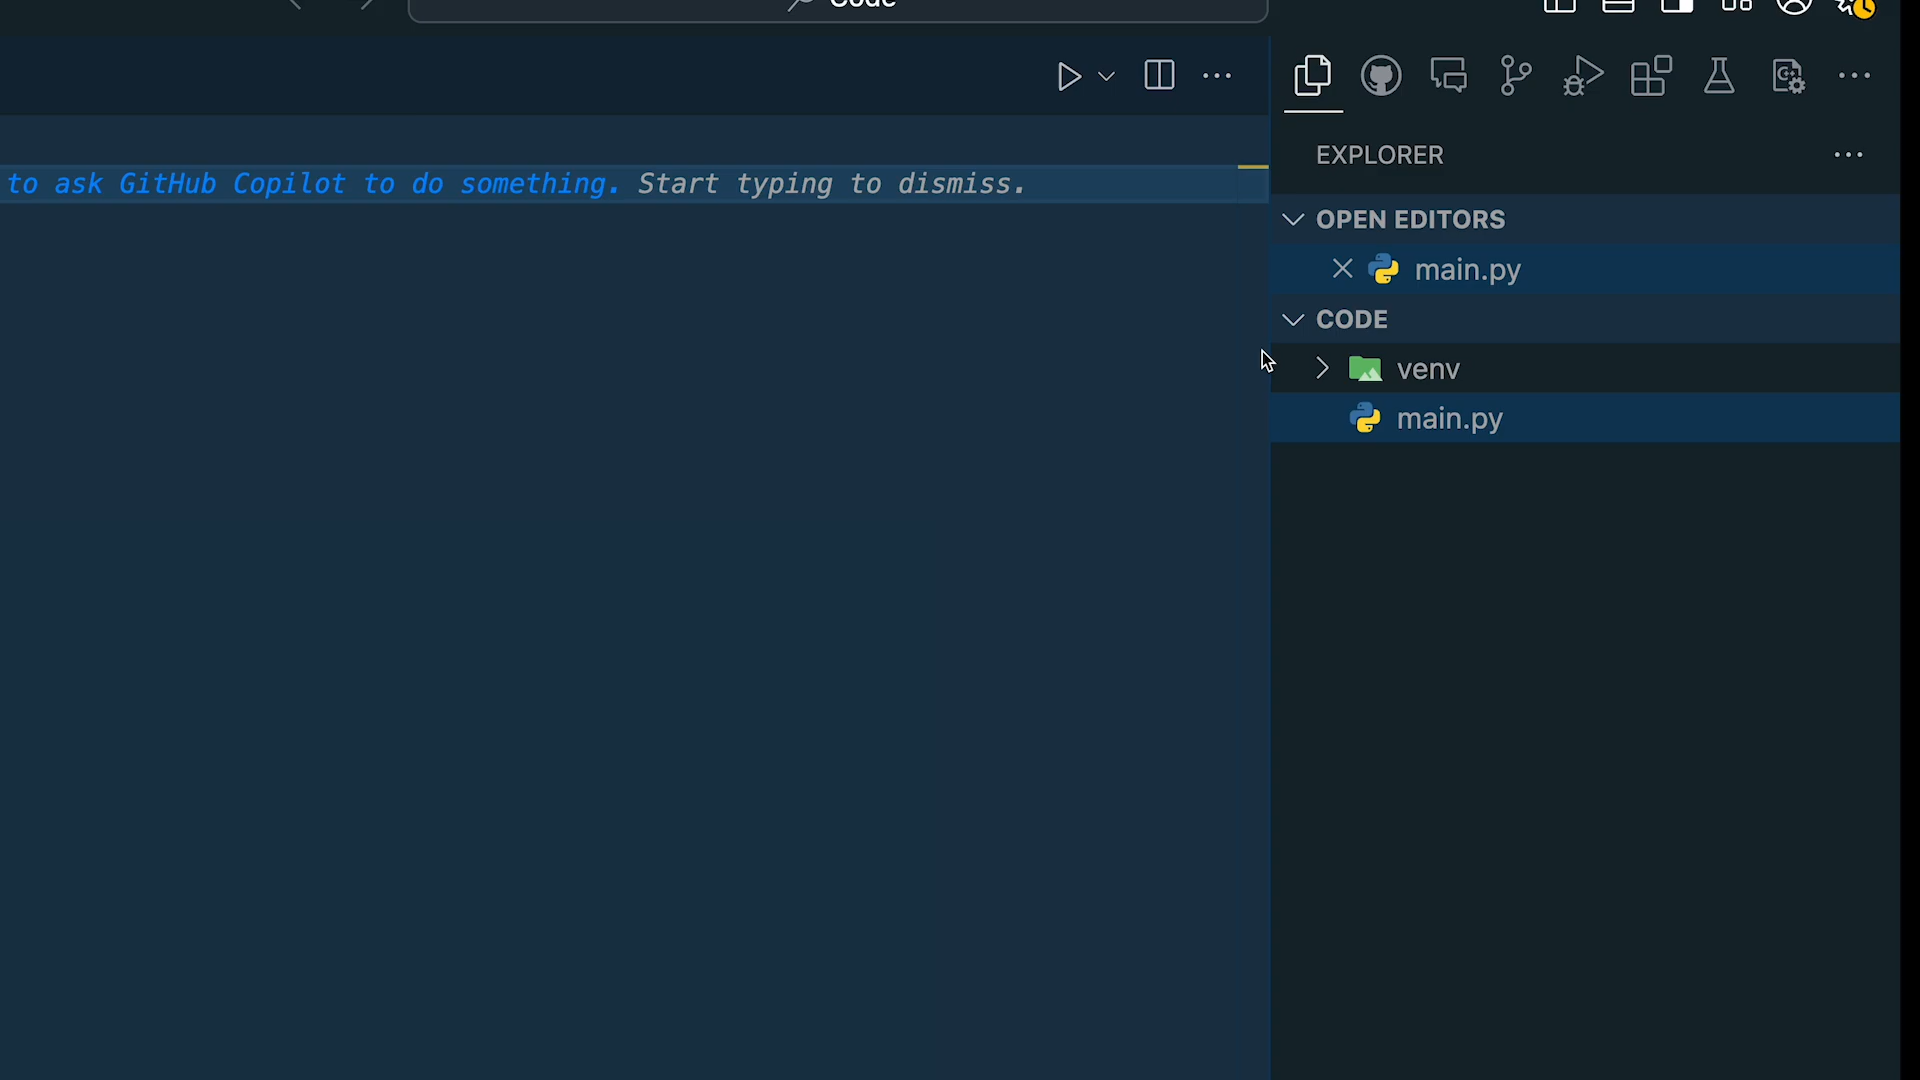 Code
to ask GitHub Copilot to do something. Start typing to dismiss.
EXPLORER
OPEN EDITORS
main.py
CODE
venv
main.py